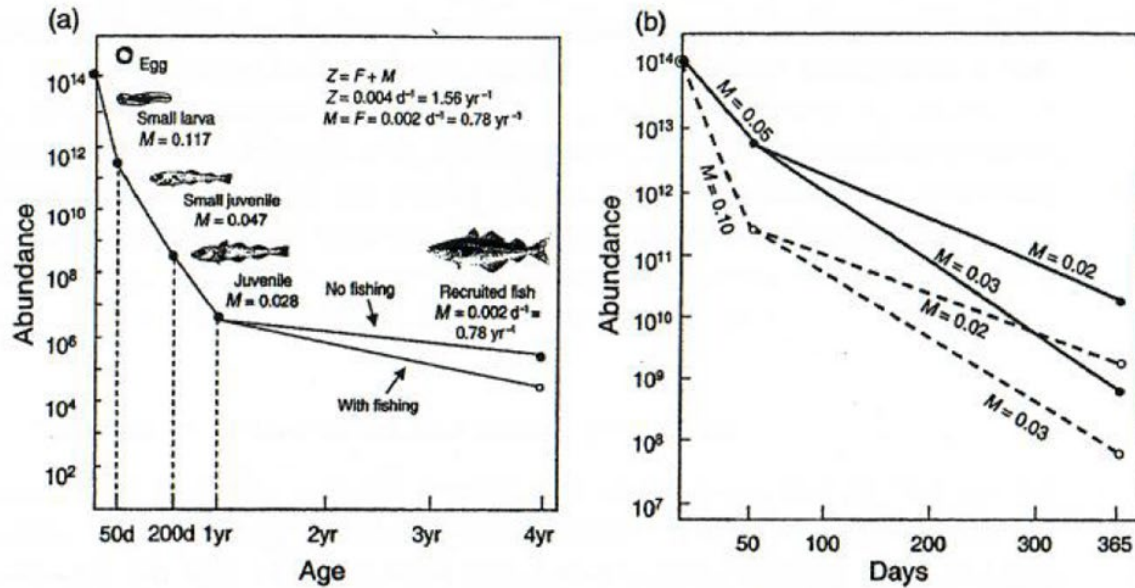 (a)
Egg
Small larva
M = 0.117
Small juvenile
M = 0.047
Juvenile
M = 0.028
Z = F + M
Z = 0.004 d⁻¹ = 1.56 yr⁻¹
M = F = 0.002 d⁻¹ = 0.78 yr⁻¹
No fishing
With fishing
Recruited fish
M = 0.002 d⁻¹ =
0.78 yr⁻¹
Abundance
10¹⁴
10¹²
10¹⁰
10⁸
10⁶
10⁴
10²
50d 200d 1yr 2yr 3yr 4yr
Age
(b)
Abundance
10¹⁴
10¹³
10¹²
10¹¹
10¹⁰
10⁹
10⁸
10⁷
M = 0.05
M = 0.10
M = 0.02
M = 0.03
M = 0.02
M = 0.03
50 100 200 300 365
Days